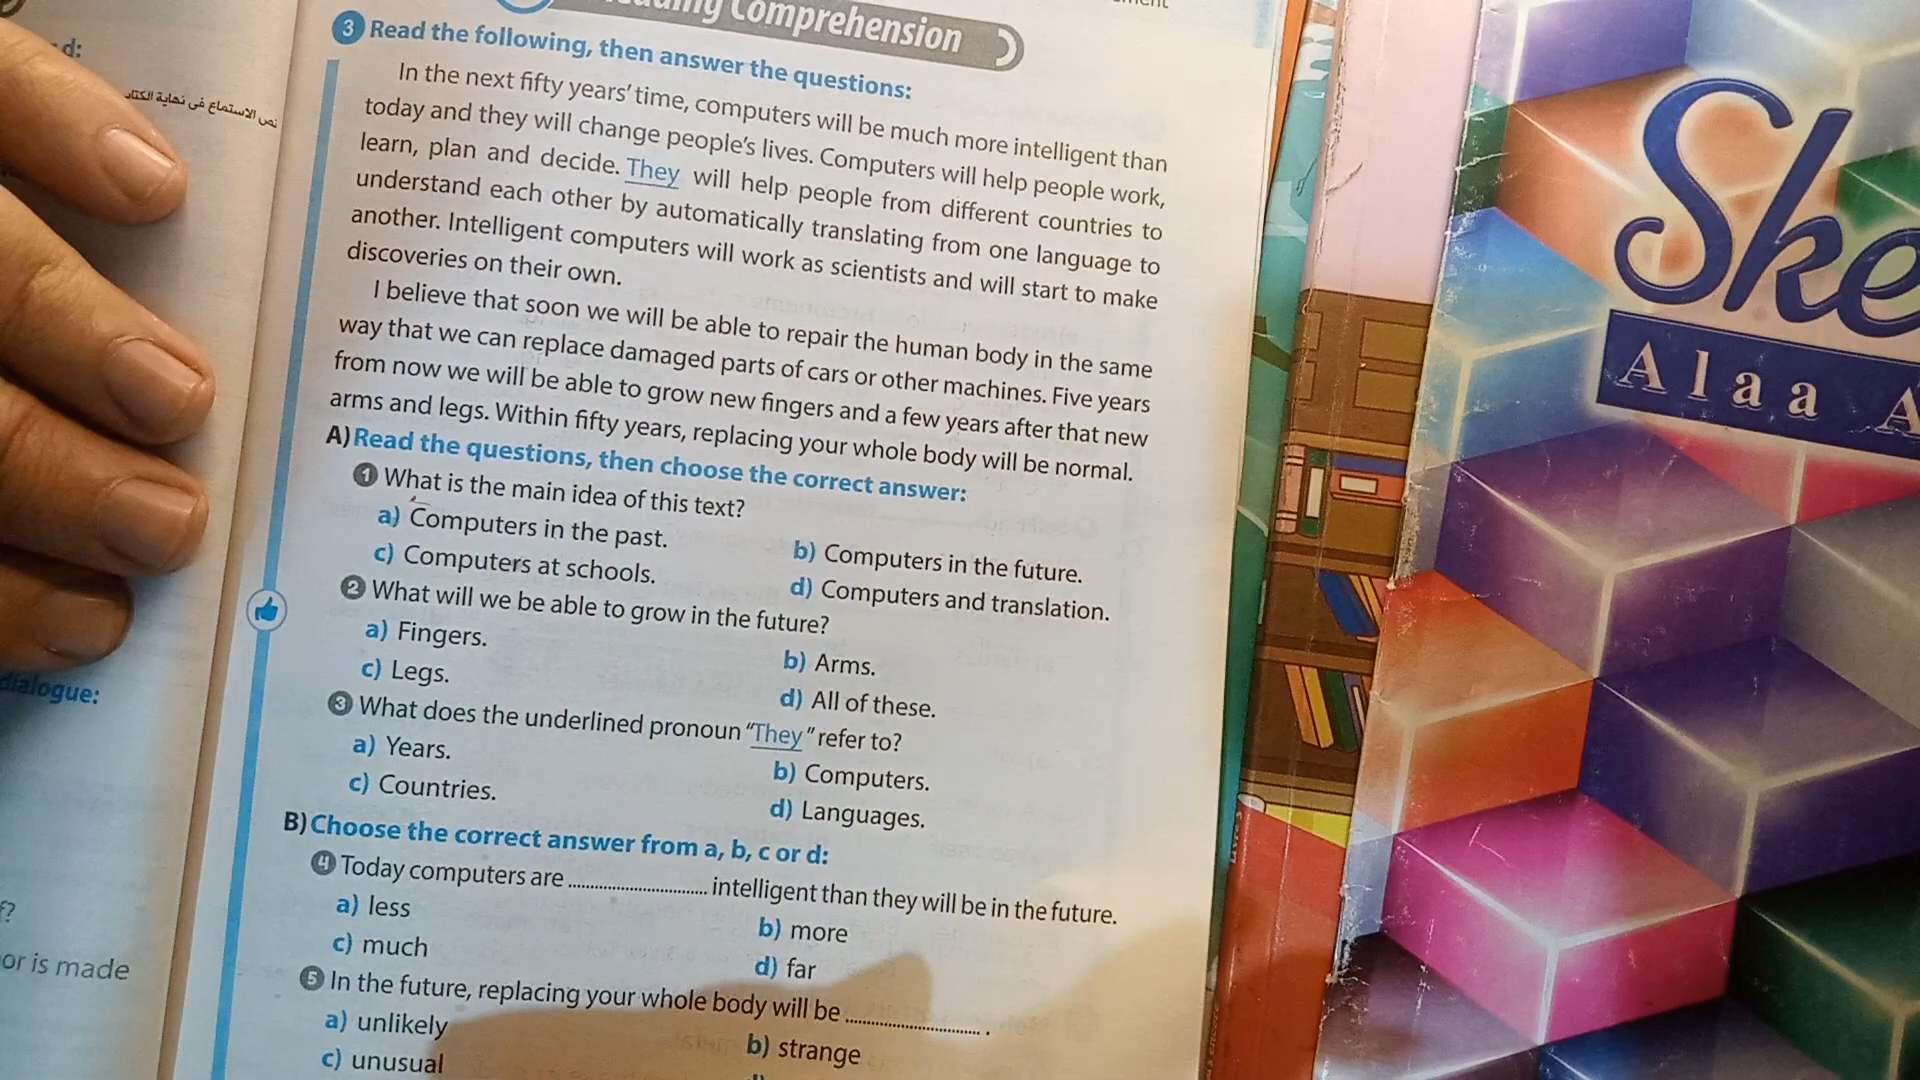 d:
نص الاستماع في نهاية الكتاب
dialogue:
f?
or is made
Comprehension
3 Read the following, then answer the questions:
In the next fifty years' time, computers will be much more intelligent than
today and they will change people's lives. Computers will help people work,
learn, plan and decide. They will help people from different countries to
understand each other by automatically translating from one language to
another. Intelligent computers will work as scientists and will start to make
discoveries on their own.
I believe that soon we will be able to repair the human body in the same
way that we can replace damaged parts of cars or other machines. Five years
from now we will be able to grow new fingers and a few years after that new
arms and legs. Within fifty years, replacing your whole body will be normal.
A) Read the questions, then choose the correct answer:
1 What is the main idea of this text?
a) Computers in the past.
b) Computers in the future.
c) Computers at schools.
d) Computers and translation.
2 What will we be able to grow in the future?
a) Fingers.
b) Arms.
c) Legs.
d) All of these.
3 What does the underlined pronoun "They" refer to?
a) Years.
b) Computers.
c) Countries.
d) Languages.
B) Choose the correct answer from a, b, c or d:
4 Today computers are .............................. intelligent than they will be in the future.
a) less
b) more
c) much
d) far
5 In the future, replacing your whole body will be .............................. .
a) unlikely
b) strange
c) unusual
Ske
Alaa A